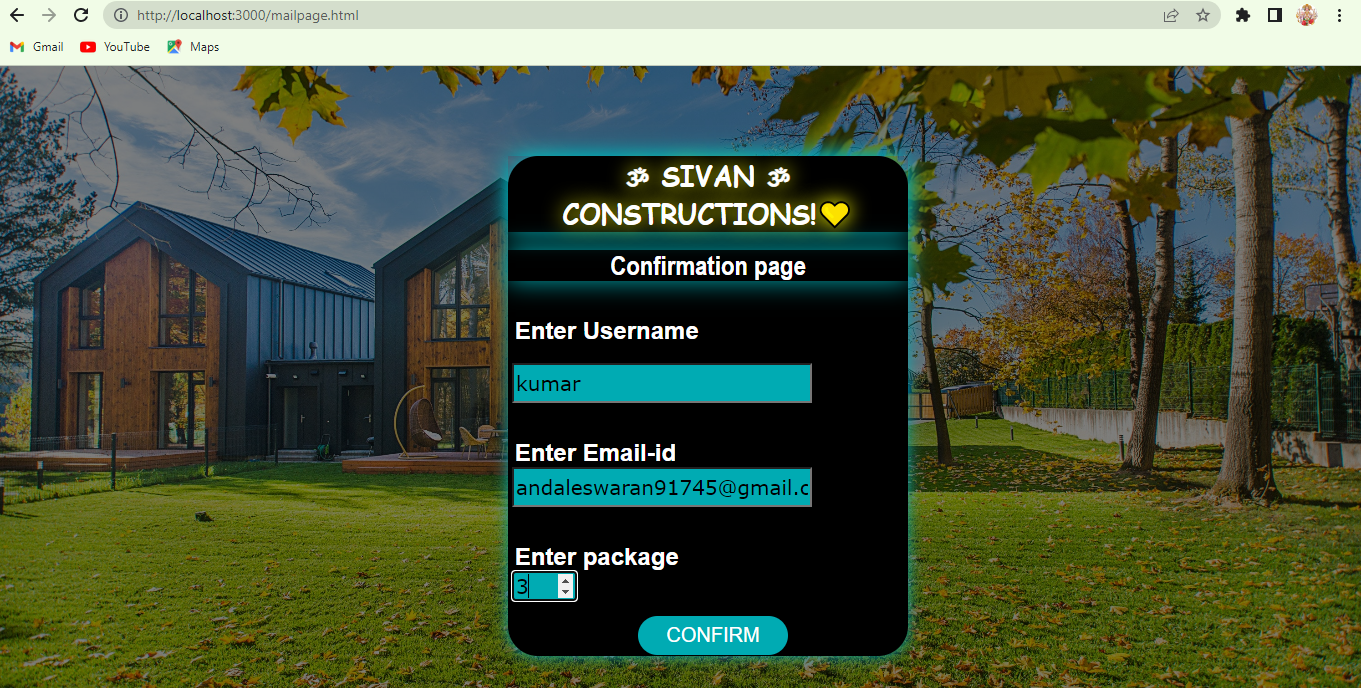 http://localhost:3000/mailpage.html
Gmail YouTube Maps
🕉 SIVAN 🕉
CONSTRUCTIONS!💛
Confirmation page
Enter Username
kumar
Enter Email-id
andaleswaran91745@gmail.c
Enter package
3
CONFIRM